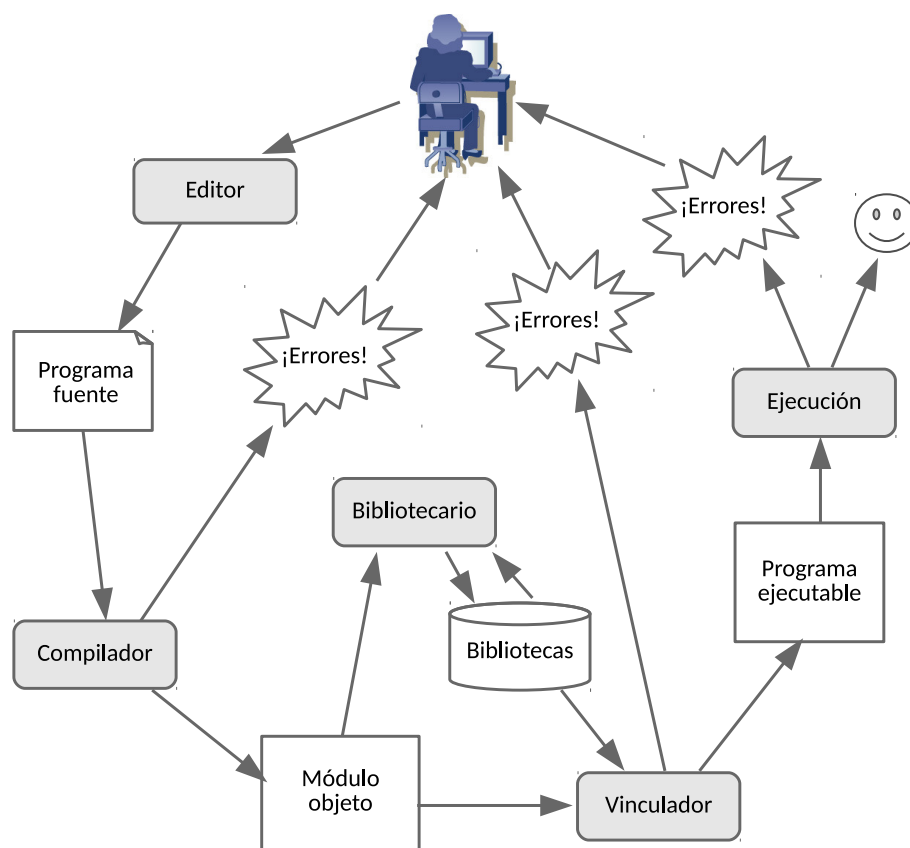 Editor
¡Errores!
¡Errores!
¡Errores!
Programa
fuente
Ejecución
Bibliotecario
Programa
ejecutable
Compilador
Bibliotecas
Módulo
objeto
Vinculador